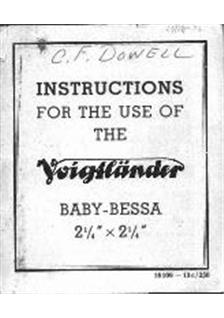 C.F. DOWELL
INSTRUCTIONS
FOR THE USE OF
THE
Voigtländer
BABY-BESSA
2¼" × 2¼"